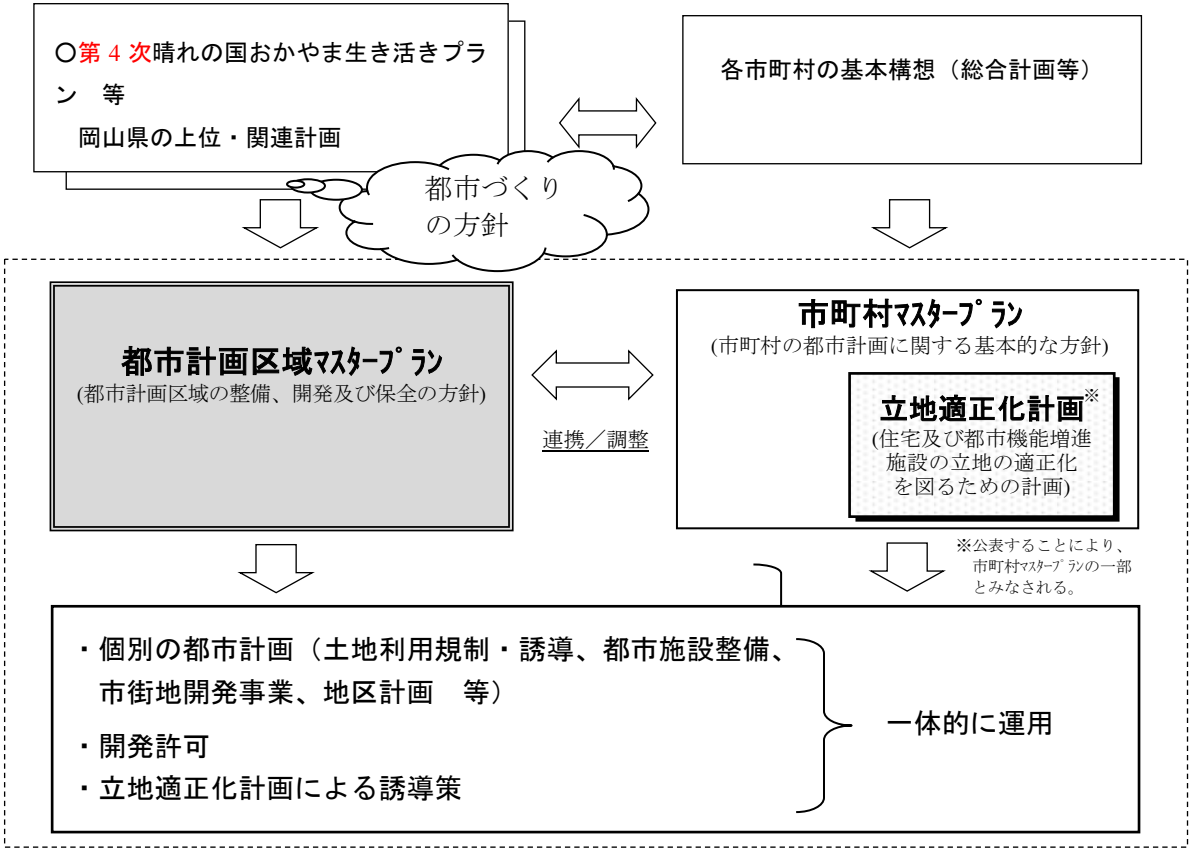 〇第4次晴れの国おかやま生き活きプラ
ン　等
岡山県の上位・関連計画
各市町村の基本構想（総合計画等）
都市づくり
の方針
都市計画区域ﾏｽﾀｰﾌﾟﾗﾝ
(都市計画区域の整備、開発及び保全の方針)
連携／調整
市町村ﾏｽﾀｰﾌﾟﾗﾝ
(市町村の都市計画に関する基本的な方針)
立地適正化計画※
(住宅及び都市機能増進
施設の立地の適正化
を図るための計画)
※公表することにより、
市町村ﾏｽﾀｰﾌﾟﾗﾝの一部
とみなされる。
・個別の都市計画（土地利用規制・誘導、都市施設整備、
市街地開発事業、地区計画　等）
・開発許可
・立地適正化計画による誘導策
一体的に運用